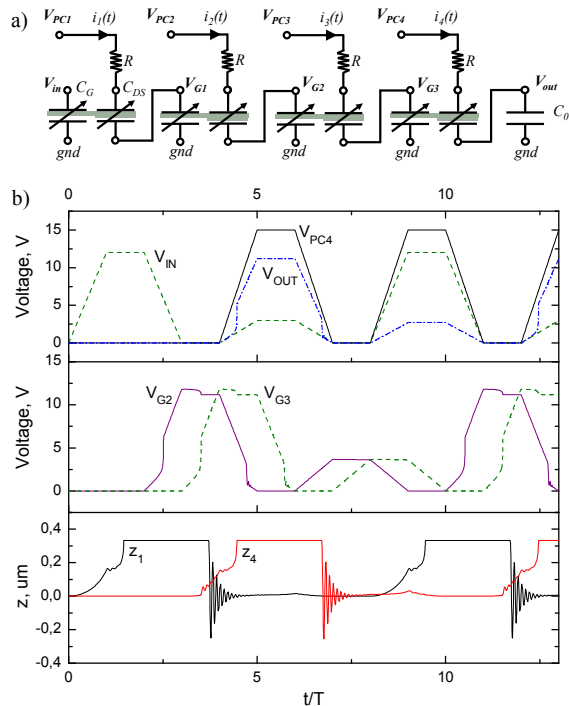 a)
V_PC1 i_1(t) V_PC2 i_2(t) V_PC3 i_3(t) V_PC4 i_4(t)
R R R R
V_in C_G C_DS V_G1 V_G2 V_G3 V_out
C_0
gnd gnd gnd gnd gnd
b)
0 5 10
Voltage, V
15
10
5
0
V_IN V_PC4
V_OUT
Voltage, V
15
10
5
0
V_G2 V_G3
z, um
0,4
0,2
0,0
-0,2
-0,4
z_1 z_4
0 5 10
t/T